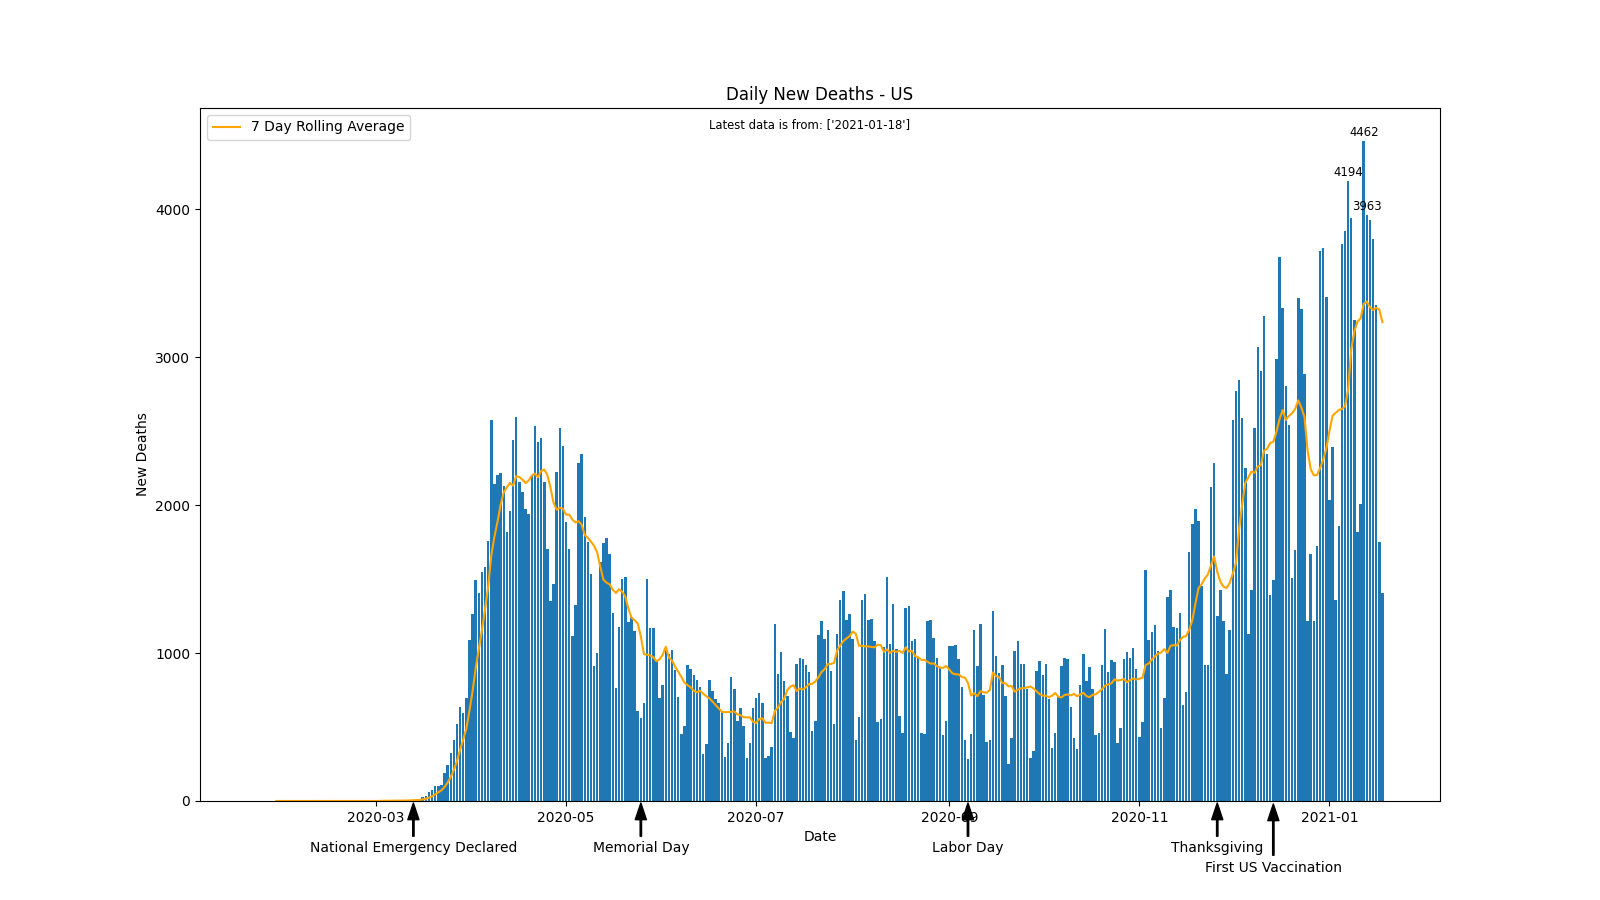 Daily New Deaths - US
7 Day Rolling Average
Latest data is from: ['2021-01-18']
4462
4194
3963
4000
3000
2000
1000
0
New Deaths
2020-03
2020-05
2020-07
2020-09
2020-11
2021-01
Date
National Emergency Declared
Memorial Day
Labor Day
Thanksgiving
First US Vaccination